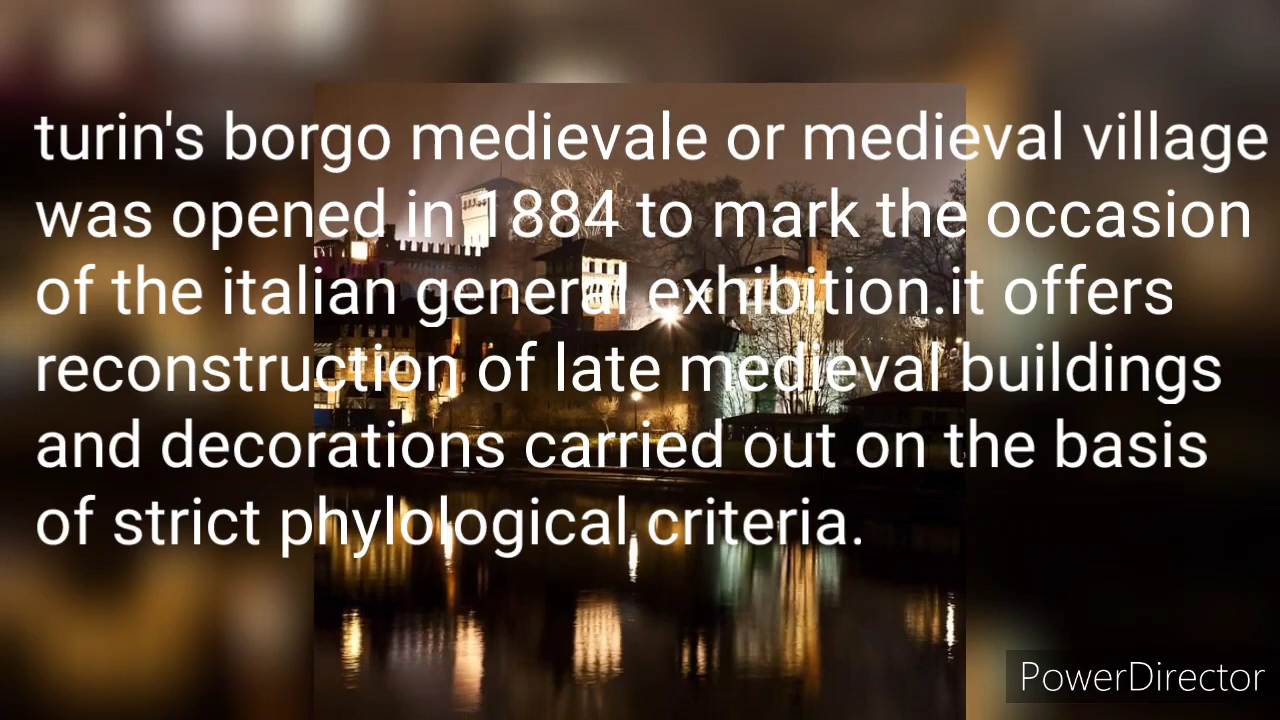 turin's borgo medievale or medieval village
was opened in 1884 to mark the occasion
of the italian general exhibition.it offers
reconstruction of late medieval buildings
and decorations carried out on the basis
of strict phylological criteria.
PowerDirector